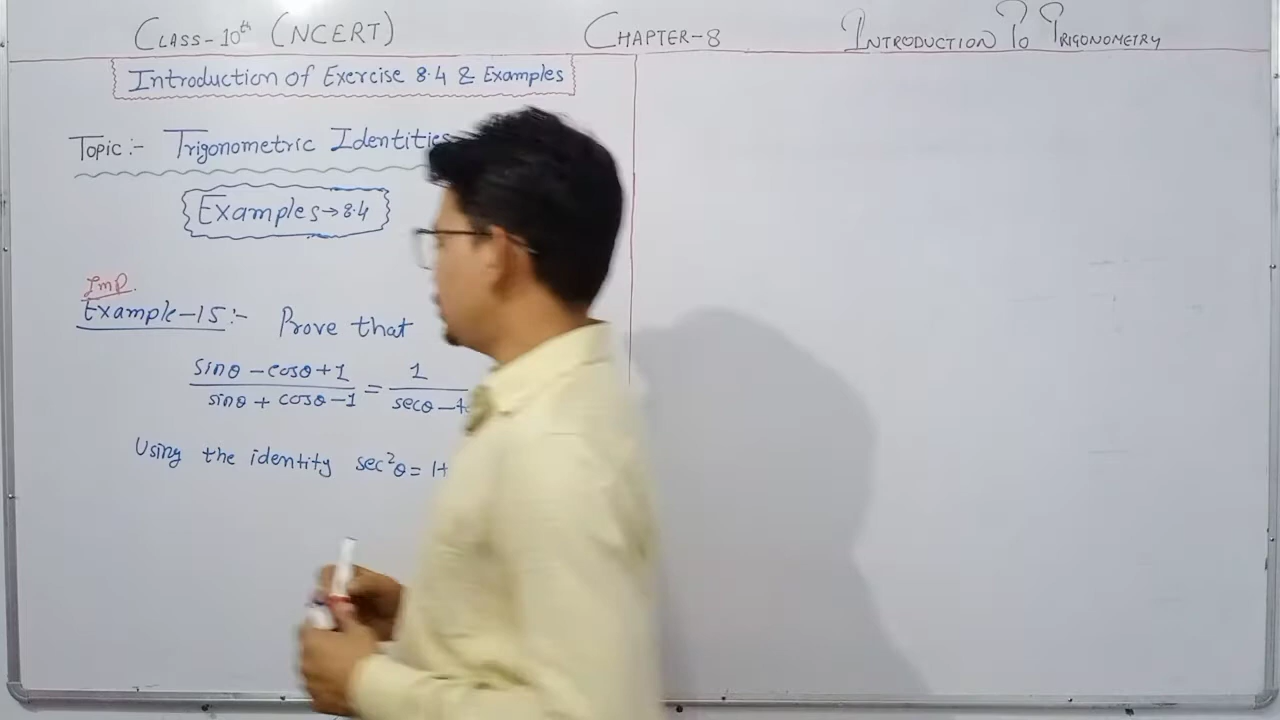 CLASS-10th (NCERT) CHAPTER-8 INTRODUCTION TO TRIGONOMETRY
Introduction of Exercise 8.4 & Examples
TOPIC:- Trigonometric Identities
Examples→8.4
Imp.
Example-15:- Prove that
sinθ - cosθ + 1 / sinθ + cosθ - 1 = 1 / secθ -
Using the identity sec²θ = 1+